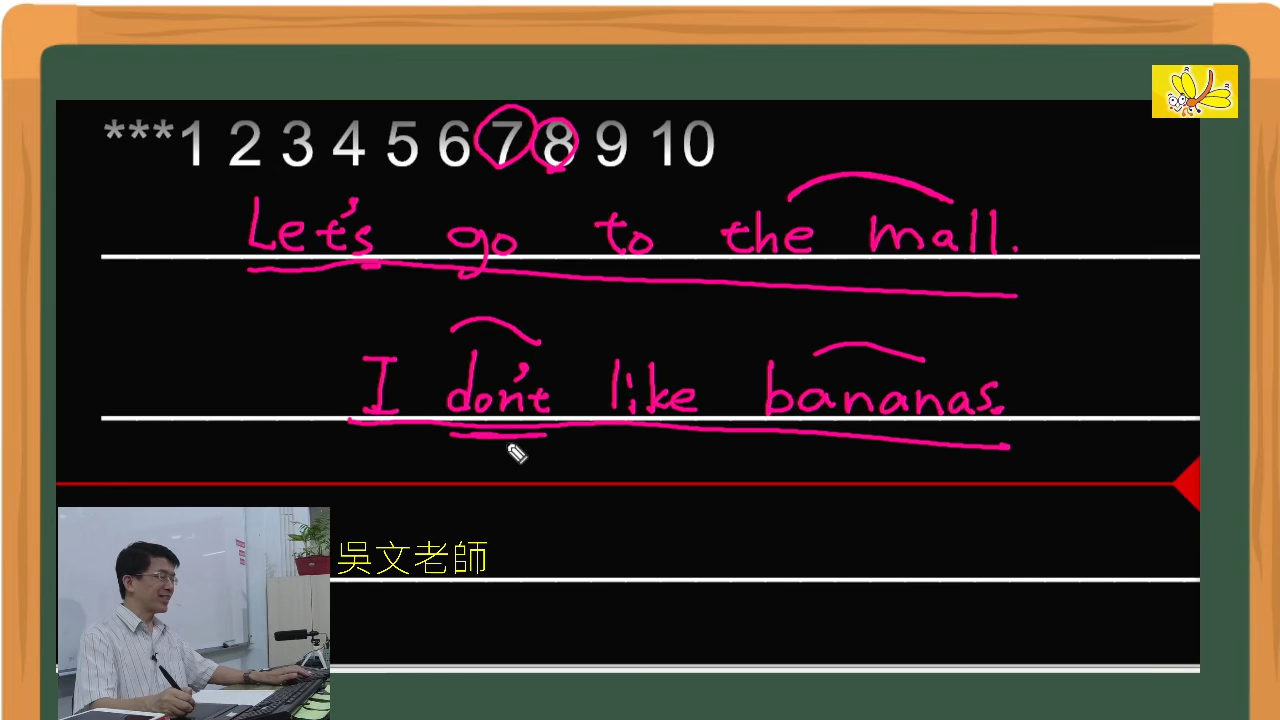 ***1 2 3 4 5 6 7 8 9 10
Let's go to the mall.
I don't like bananas.
吳文老師